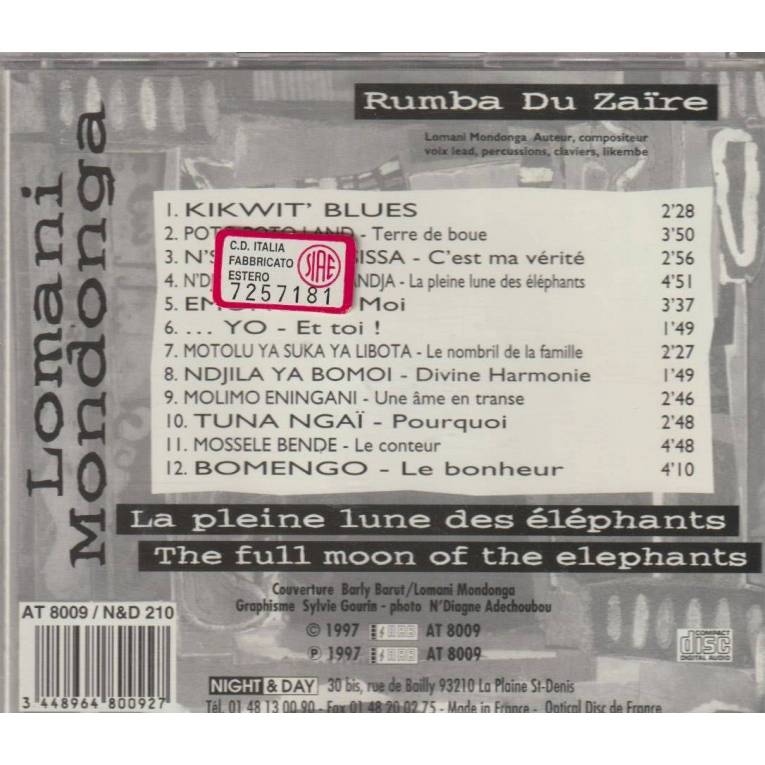 Rumba Du Zaïre
Lomani Mondonga Auteur, compositeur
voix lead, percussions, claviers, likembe
Lomani
Mondonga
1. KIKWIT' BLUES 2'28
2. POTO LAND - Terre de boue 3'50
3. N'S SISSA - C'est ma vérité 2'56
4. N'D ANDJA - La pleine lune des éléphants 4'51
5. Moi 3'37
6. ... YO - Et toi ! 1'49
7. MOTOLU YA SUKA YA LIBOTA - Le nombril de la famille 2'27
8. NDJILA YA BOMOI - Divine Harmonie 1'49
9. MOLIMO ENINGANI - Une âme en transe 2'46
10. TUNA NGAÏ - Pourquoi 2'48
11. MOSSELE BENDE - Le conteur 4'48
12. BOMENGO - Le bonheur 4'10
C.D. ITALIA
FABBRICATO
ESTERO
7257181
SIAE
La pleine lune des éléphants
The full moon of the elephants
Couverture Barly Barut/Lomani Mondonga
Graphisme Sylvie Gourin - photo N'Diagne Adechoubou
© 1997 AT 8009
℗ 1997 AT 8009
AT 8009 / N&D 210
3 448964 800927
COMPACT
disc
DIGITAL AUDIO
NIGHT & DAY 30 bis, rue de Bailly 93210 La Plaine St-Denis
Tél. 01 48 13 00 90 - Fax 01 48 20 02 75 - Made in France - Optical Disc de France